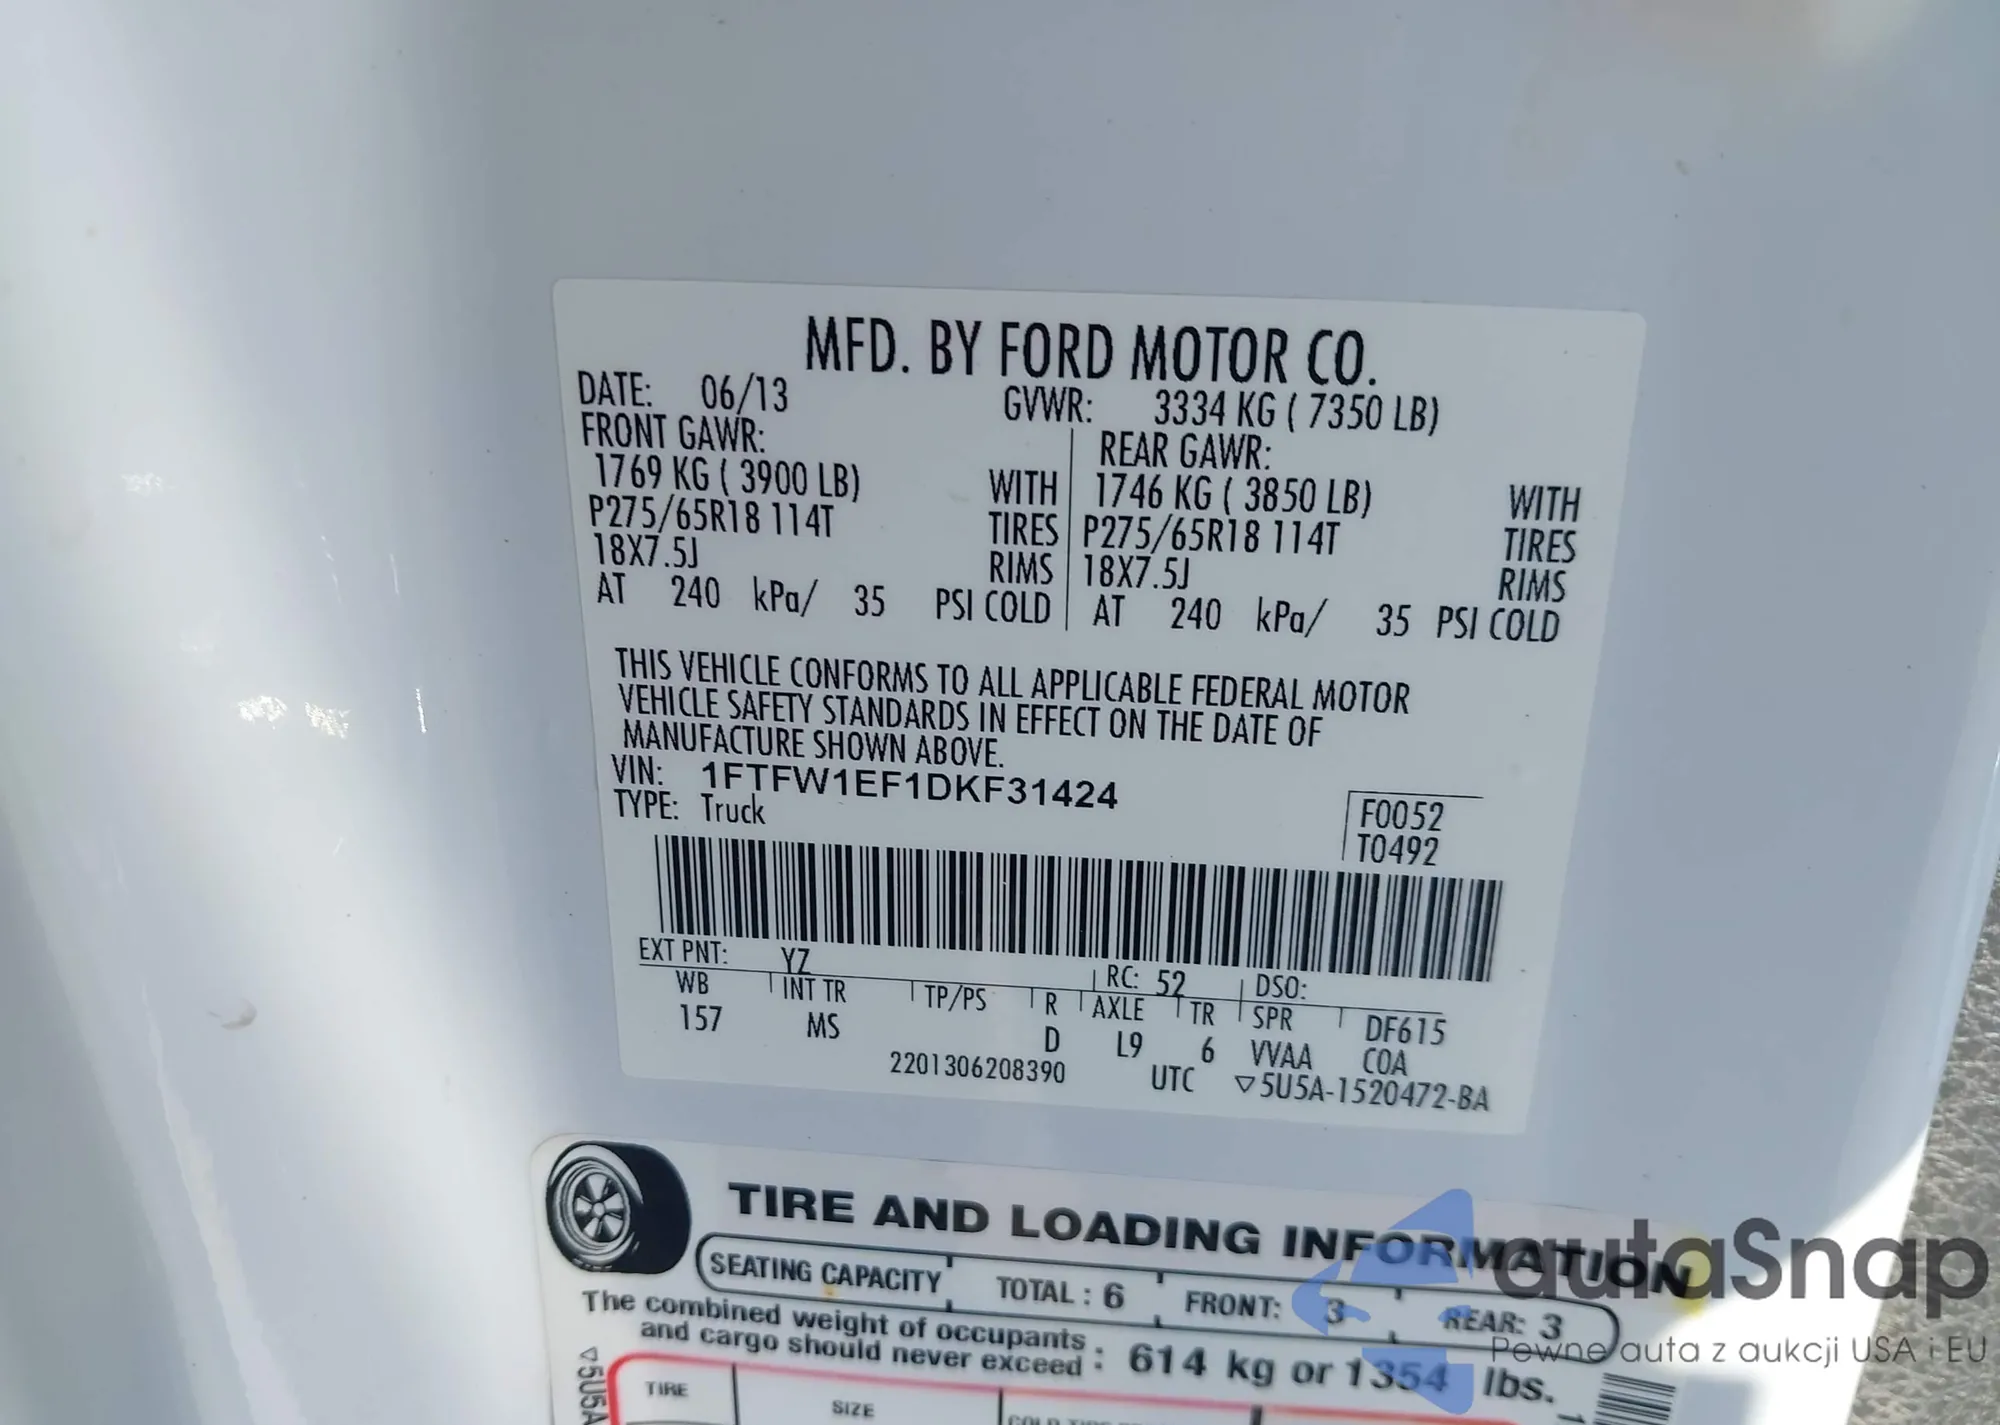 MFD. BY FORD MOTOR CO.
DATE: 06/13 GVWR: 3334 KG ( 7350 LB)
FRONT GAWR: REAR GAWR:
1769 KG ( 3900 LB) WITH 1746 KG ( 3850 LB) WITH
P275/65R18 114T TIRES P275/65R18 114T TIRES
18X7.5J RIMS 18X7.5J RIMS
AT 240 kPa/ 35 PSI COLD AT 240 kPa/ 35 PSI COLD
THIS VEHICLE CONFORMS TO ALL APPLICABLE FEDERAL MOTOR
VEHICLE SAFETY STANDARDS IN EFFECT ON THE DATE OF
MANUFACTURE SHOWN ABOVE.
VIN: 1FTFW1EF1DKF31424
TYPE: Truck
F0052
T0492
EXT PNT: YZ RC: 52 DSO:
WB INT TR TP/PS R AXLE TR SPR DF615
157 MS D L9 6 VVAA COA
2201306208390 UTC ▽5U5A-1520472-BA
TIRE AND LOADING INFORMATION
SEATING CAPACITY TOTAL : 6 FRONT: 3 REAR: 3
The combined weight of occupants
and cargo should never exceed : 614 kg or 1354 lbs.
▽5U5A
TIRE SIZE
autaSnap
Pewne auta z aukcji USA i EU